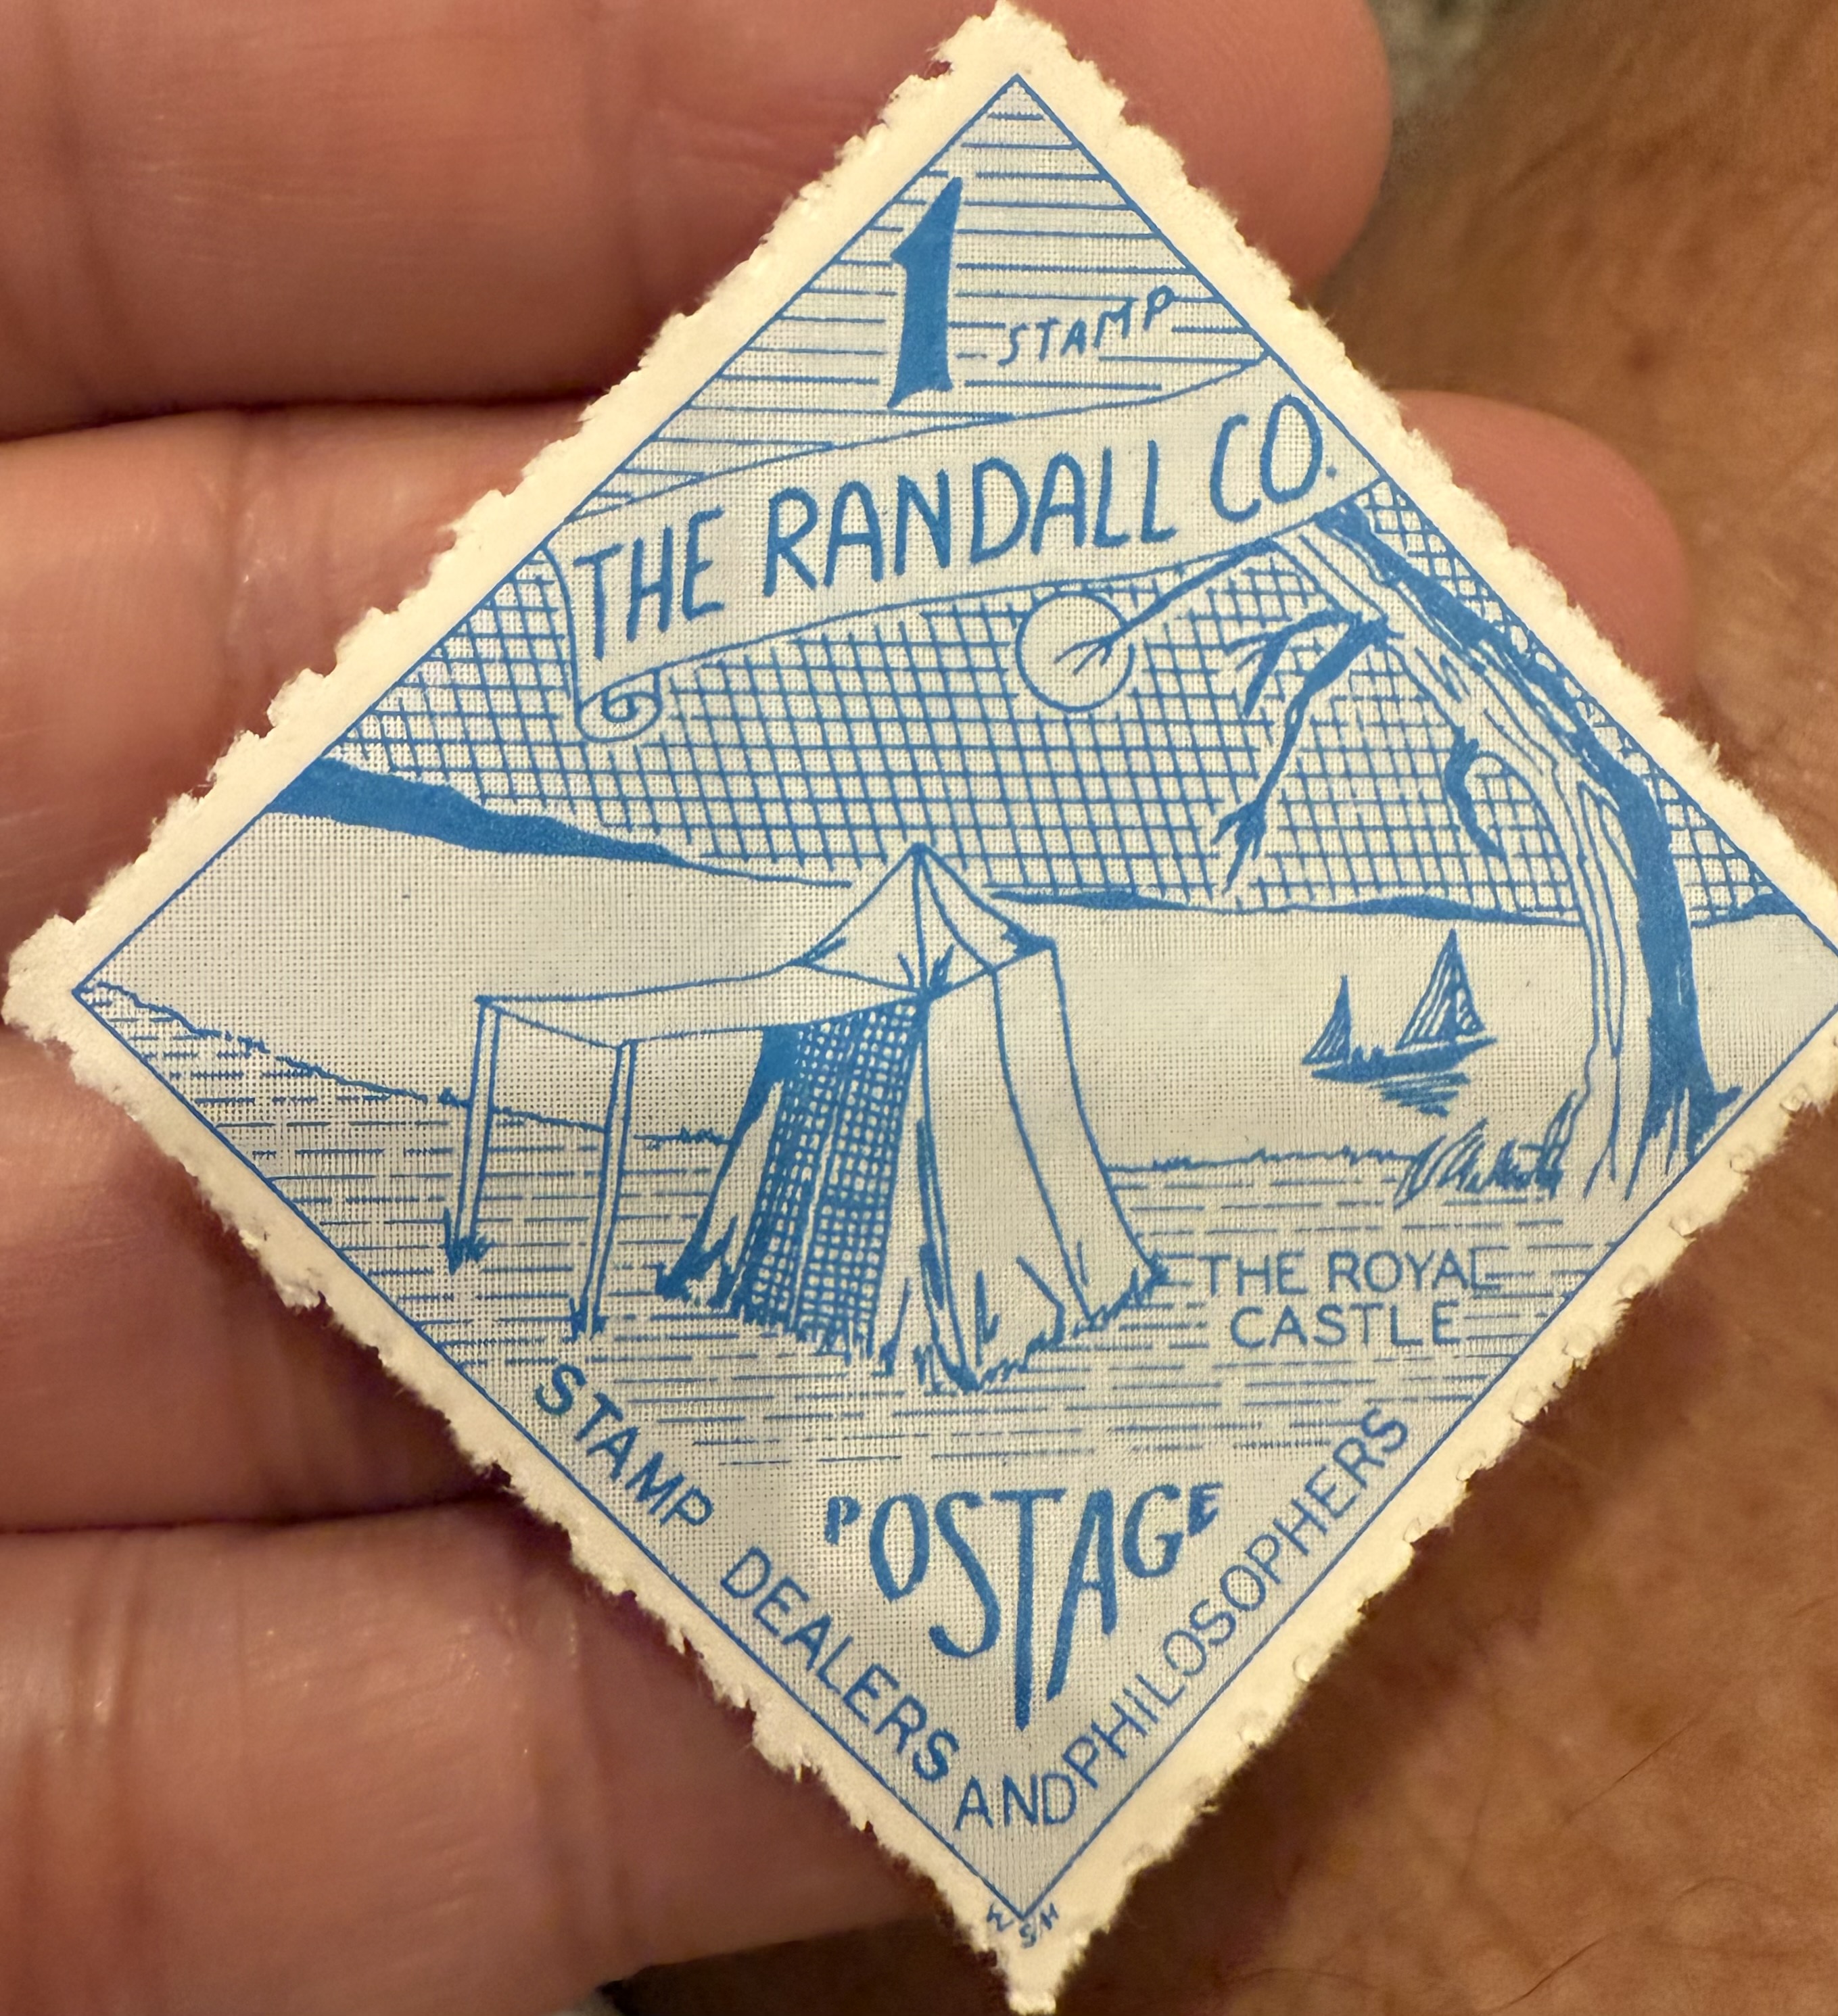 1
STAMP
THE RANDALL CO.
THE ROYAL
CASTLE
POSTAGE
STAMP DEALERS AND PHILOSOPHERS